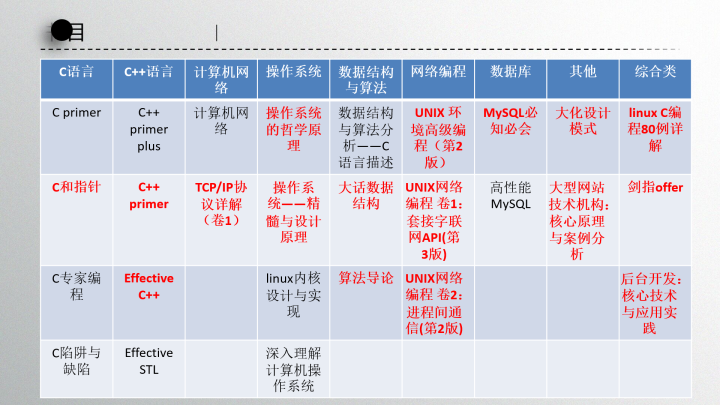 目
C语言
C++语言
计算机网
络
操作系统
数据结构
与算法
网络编程
数据库
其他
综合类
C primer
C++
primer
plus
计算机网
络
操作系统
的哲学原
理
数据结构
与算法分
析——C
语言描述
UNIX 环
境高级编
程（第2
版）
MySQL必
知必会
大化设计
模式
linux C编
程80例详
解
C和指针
C++
primer
TCP/IP协
议详解
（卷1）
操作系
统——精
髓与设计
原理
大话数据
结构
UNIX网络
编程 卷1：
套接字联
网API(第
3版)
高性能
MySQL
大型网站
技术机构：
核心原理
与案例分
析
剑指offer
C专家编
程
Effective
C++
linux内核
设计与实
现
算法导论
UNIX网络
编程 卷2：
进程间通
信(第2版)
后台开发：
核心技术
与应用实
践
C陷阱与
缺陷
Effective
STL
深入理解
计算机操
作系统